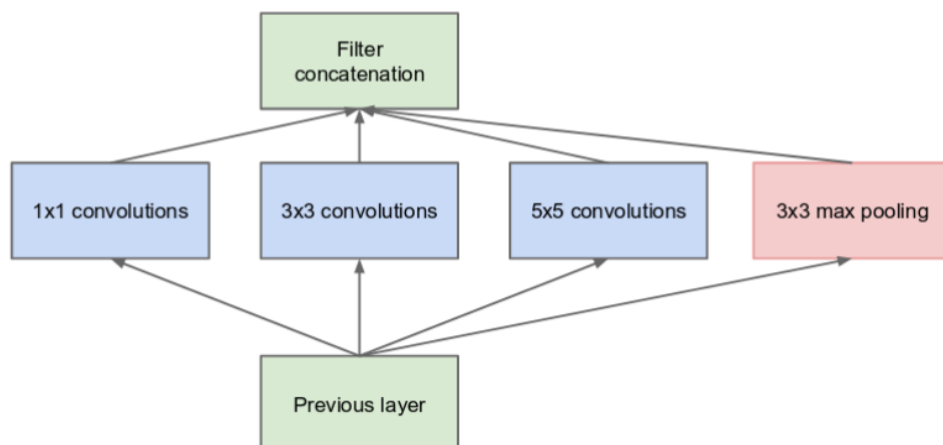 Filter
concatenation
1x1 convolutions
3x3 convolutions
5x5 convolutions
3x3 max pooling
Previous layer